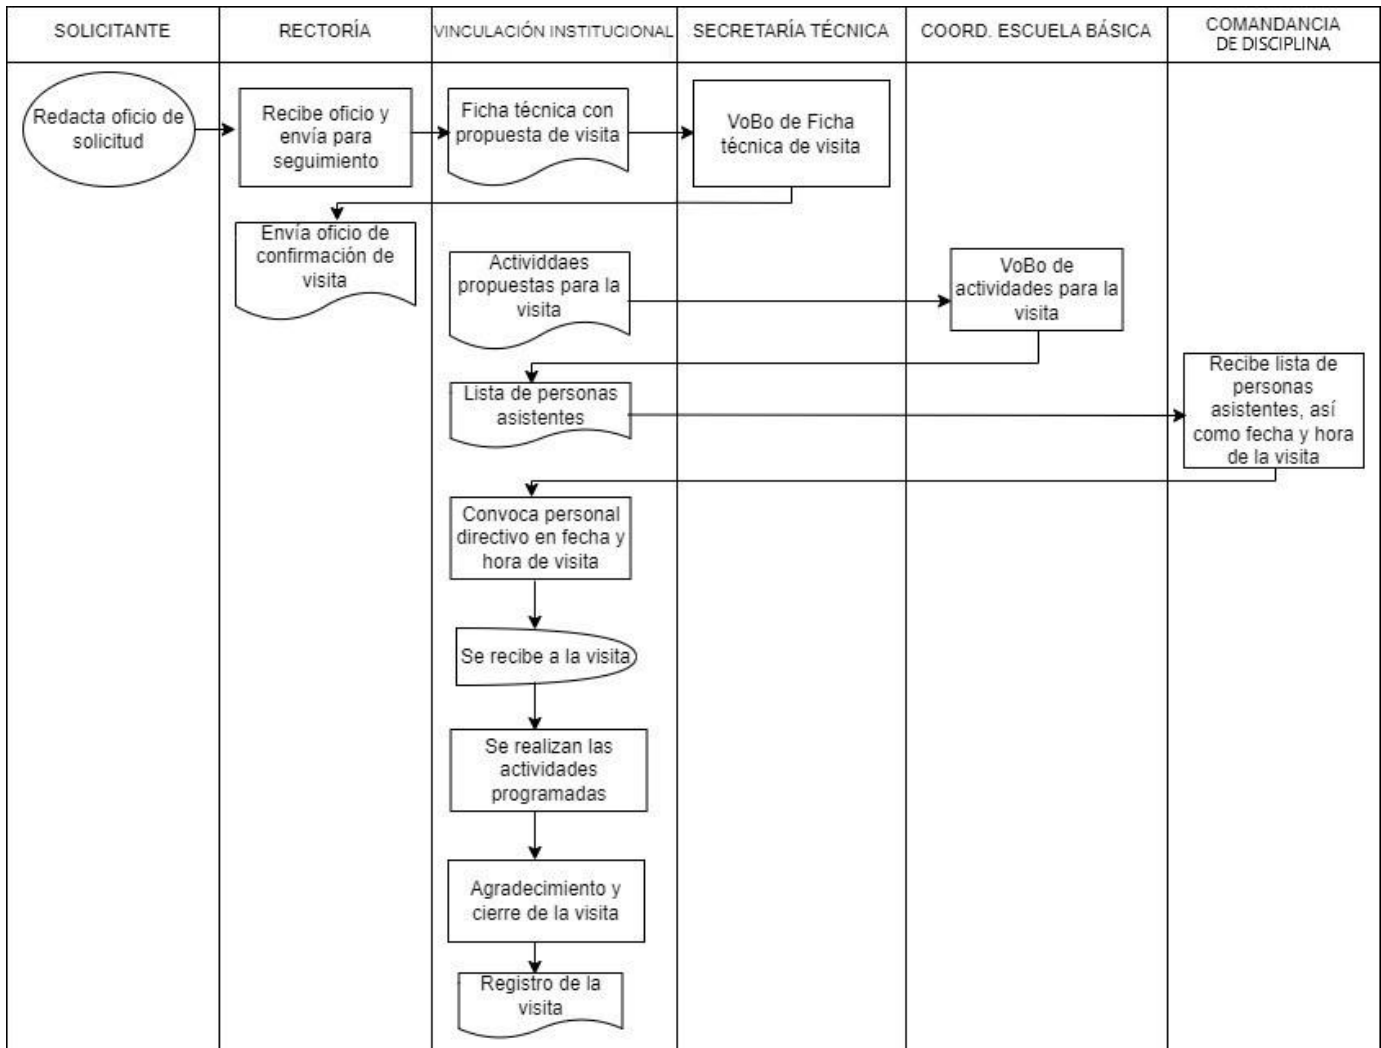 SOLICITANTE
RECTORÍA
VINCULACIÓN INSTITUCIONAL
SECRETARÍA TÉCNICA
COORD. ESCUELA BÁSICA
COMANDANCIA
DE DISCIPLINA
Redacta oficio de
solicitud
Recibe oficio y
envía para
seguimiento
Ficha técnica con
propuesta de visita
VoBo de Ficha
técnica de visita
Envía oficio de
confirmación de
visita
Actividdaes
propuestas para la
visita
VoBo de
actividades para la
visita
Lista de personas
asistentes
Recibe lista de
personas
asistentes, así
como fecha y hora
de la visita
Convoca personal
directivo en fecha y
hora de visita
Se recibe a la visita
Se realizan las
actividades
programadas
Agradecimiento y
cierre de la visita
Registro de la
visita